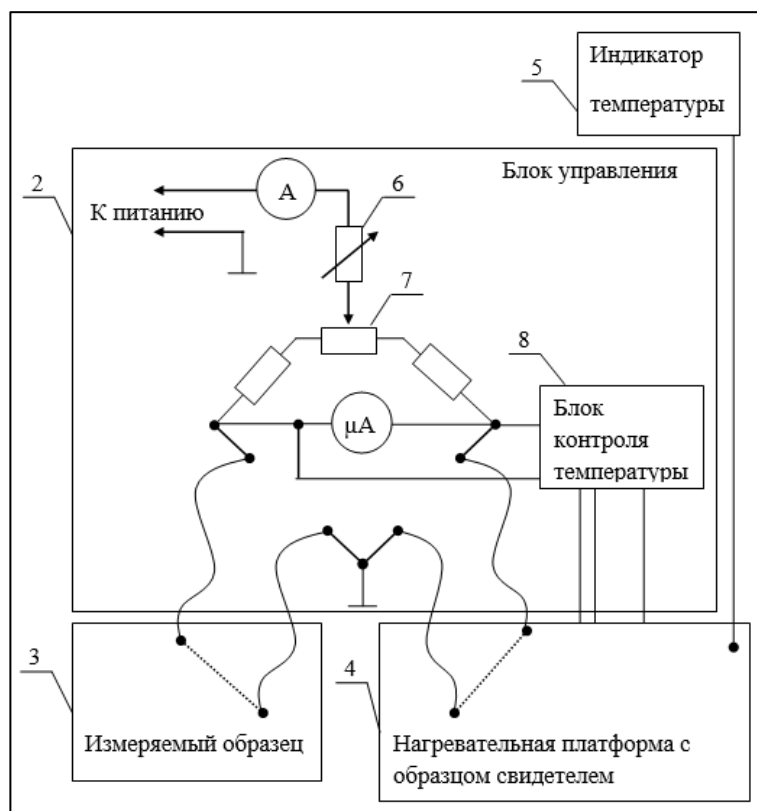 5
Индикатор
температуры
2
Блок управления
А
6
К питанию
7
8
μА
Блок
контроля
температуры
3
4
Измеряемый образец
Нагревательная платформа с
образцом свидетелем